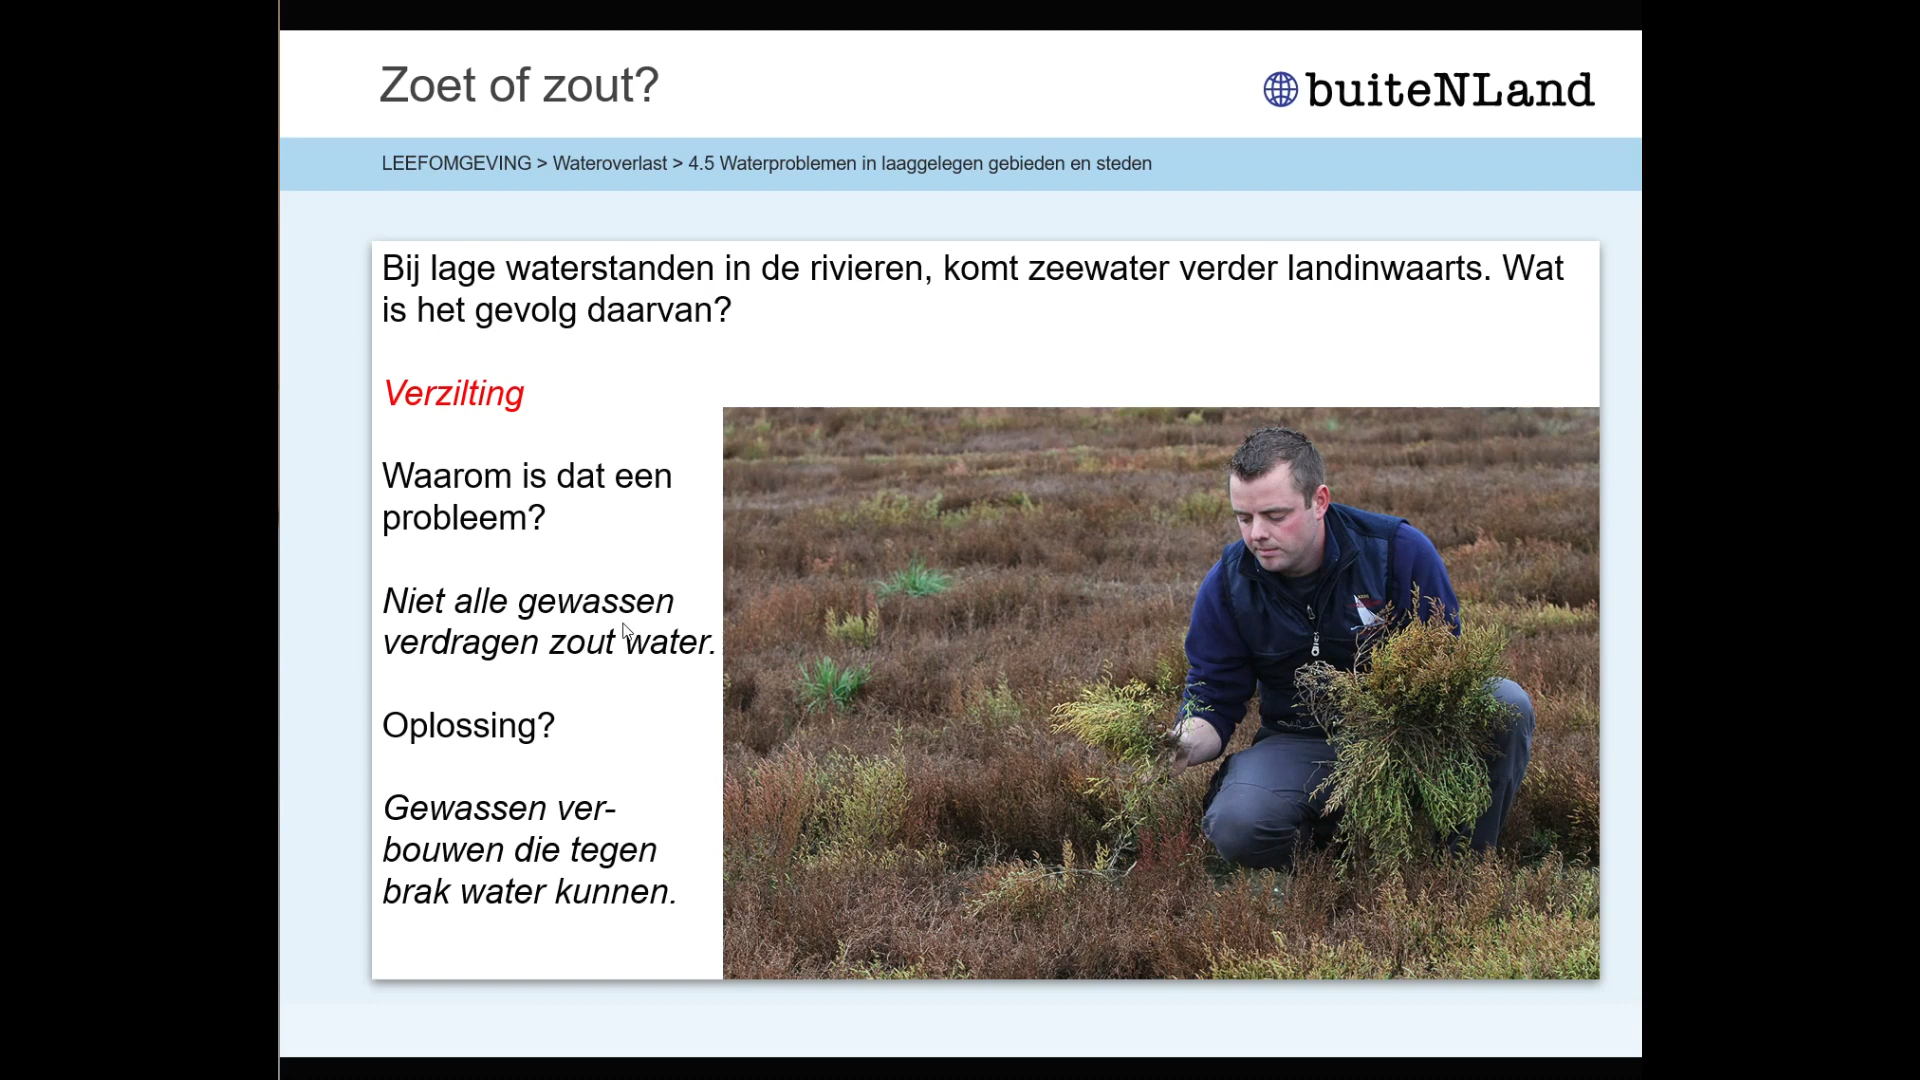 Zoet of zout?
buiteNLand
LEEFOMGEVING > Wateroverlast > 4.5 Waterproblemen in laaggelegen gebieden en steden
Bij lage waterstanden in de rivieren, komt zeewater verder landinwaarts. Wat
is het gevolg daarvan?
Verzilting
Waarom is dat een
probleem?
Niet alle gewassen
verdragen zout water.
Oplossing?
Gewassen ver-
bouwen die tegen
brak water kunnen.